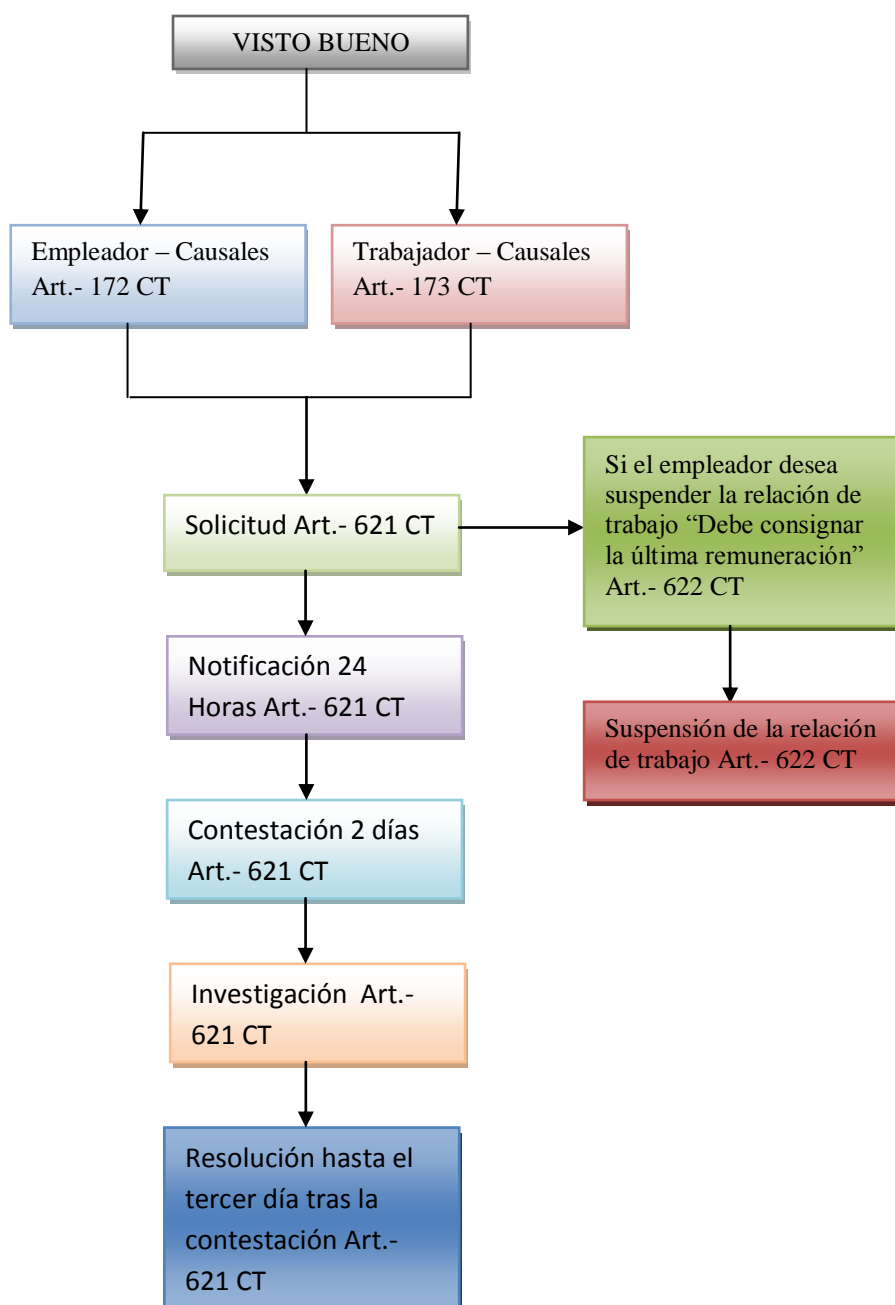 VISTO BUENO
Empleador – Causales
Art.- 172 CT
Trabajador – Causales
Art.- 173 CT
Solicitud Art.- 621 CT
Si el empleador desea
suspender la relación de
trabajo “Debe consignar
la última remuneración”
Art.- 622 CT
Notificación 24
Horas Art.- 621 CT
Suspensión de la relación
de trabajo Art.- 622 CT
Contestación 2 días
Art.- 621 CT
Investigación  Art.-
621 CT
Resolución hasta el
tercer día tras la
contestación Art.-
621 CT